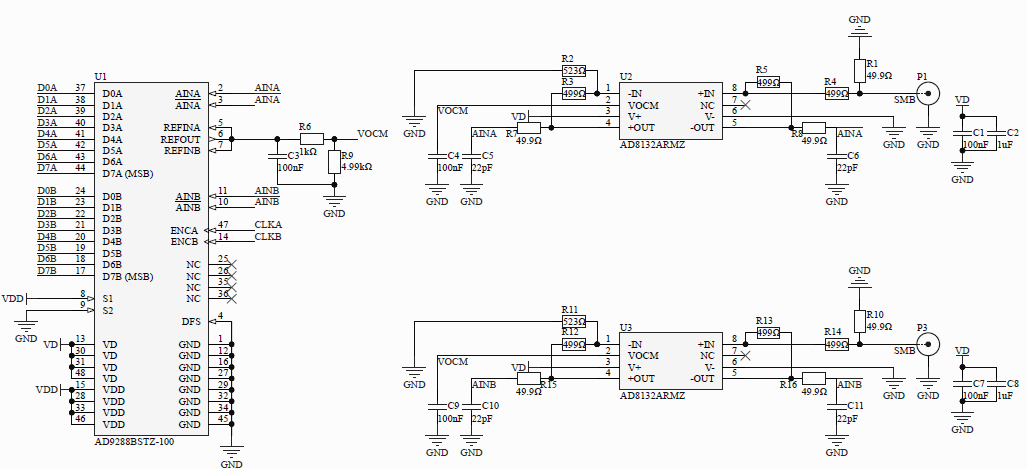 U1
D0A 37 D0A AINA 2 AINA
D1A 38 D1A AINA 3 AINA
D2A 39 D2A
D3A 40 D3A REFINA 5
D4A 41 D4A REFOUT 6
D5A 42 D5A REFINB 7
D6A 43 D6A
D7A 44 D7A (MSB)
R6
1kΩ
VOCM
C3
100nF
R9
4.99kΩ
GND
D0B 24 D0B AINB 11 AINB
D1B 23 D1B AINB 10 AINB
D2B 22 D2B
D3B 21 D3B ENCA 47 CLKA
D4B 20 D4B ENCB 14 CLKB
D5B 19 D5B
D6B 18 D6B NC 25
D7B 17 D7B (MSB) NC 26
NC 35
NC 36
VDD 8 S1
9 S2
GND
DFS 4
VD 13 VD GND 1
30 VD GND 12
31 VD GND 16
48 VD GND 27
VDD 15 VDD GND 29
28 VDD GND 32
33 VDD GND 34
46 VDD GND 45
AD9288BSTZ-100
GND
GND
R2
523Ω
R3
499Ω
GND
VOCM
VD
AINA
R7
49.9Ω
C4
100nF
GND
C5
22pF
GND
U2
1 -IN +IN 8
2 VOCM NC 7
3 V+ V- 6
4 +OUT -OUT 5
AD8132ARMZ
R5
499Ω
R4
499Ω
R1
49.9Ω
P1
SMB
GND
GND
R8
49.9Ω
AINA
C6
22pF
GND
VD
C1
100nF
C2
1uF
GND
GND
R11
523Ω
R12
499Ω
GND
VOCM
VD
AINB
R15
49.9Ω
C9
100nF
GND
C10
22pF
GND
U3
1 -IN +IN 8
2 VOCM NC 7
3 V+ V- 6
4 +OUT -OUT 5
AD8132ARMZ
R13
499Ω
R14
499Ω
R10
49.9Ω
P3
SMB
GND
GND
R16
49.9Ω
AINB
C11
22pF
GND
VD
C7
100nF
C8
1uF
GND